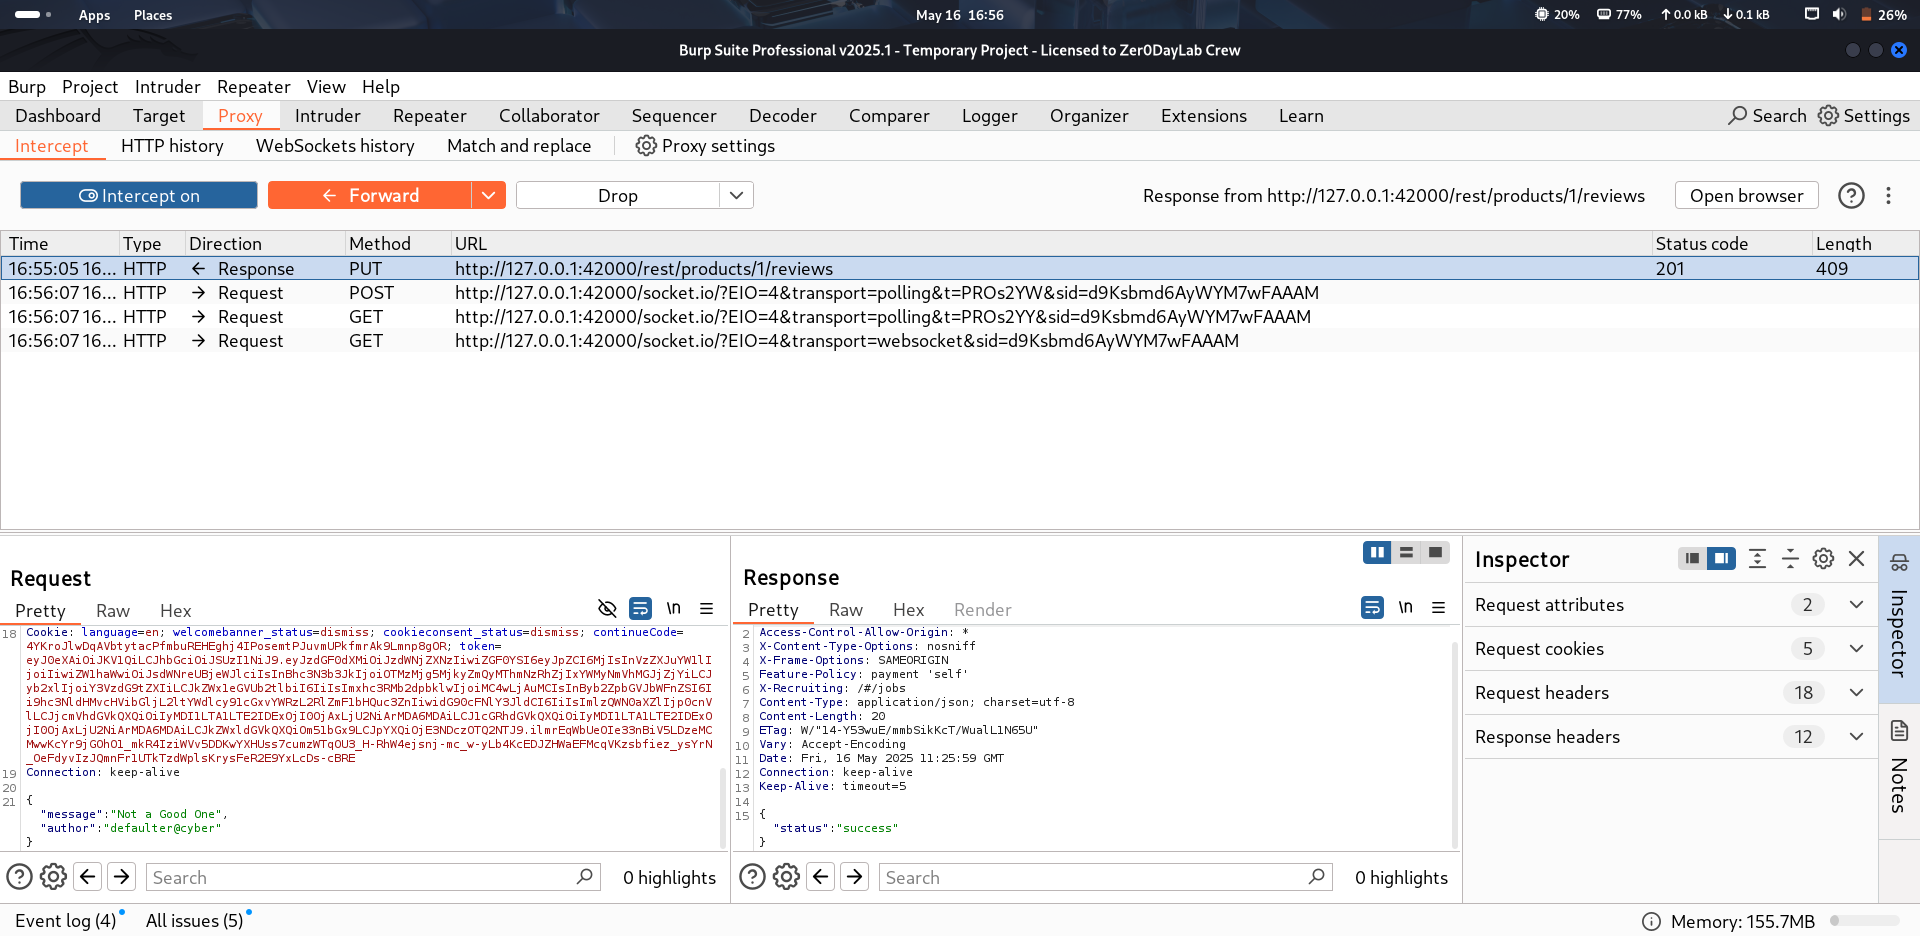 Apps Places May 16 16:56 20% 77% 0.0 kB 0.1 kB 26%
Burp Suite Professional v2025.1 - Temporary Project - Licensed to Zer0DayLab Crew
Burp Project Intruder Repeater View Help
Dashboard Target Proxy Intruder Repeater Collaborator Sequencer Decoder Comparer Logger Organizer Extensions Learn Search Settings
Intercept HTTP history WebSockets history Match and replace Proxy settings
Intercept on Forward Drop Response from http://127.0.0.1:42000/rest/products/1/reviews Open browser
Time Type Direction Method URL Status code Length
16:55:05 16... HTTP ← Response PUT http://127.0.0.1:42000/rest/products/1/reviews 201 409
16:56:07 16... HTTP → Request POST http://127.0.0.1:42000/socket.io/?EIO=4&transport=polling&t=PROs2YW&sid=d9Ksbmd6AyWYM7wFAAAM
16:56:07 16... HTTP → Request GET http://127.0.0.1:42000/socket.io/?EIO=4&transport=polling&t=PROs2YY&sid=d9Ksbmd6AyWYM7wFAAAM
16:56:07 16... HTTP → Request GET http://127.0.0.1:42000/socket.io/?EIO=4&transport=websocket&sid=d9Ksbmd6AyWYM7wFAAAM
Request
Pretty Raw Hex \n
18 Cookie: language=en; welcomebanner_status=dismiss; cookieconsent_status=dismiss; continueCode=
token=
19 Connection: keep-alive
20
21 {
"message":"Not a Good One",
"author":"defaulter@cyber"
}
Search 0 highlights
Response
Pretty Raw Hex Render \n
2 Access-Control-Allow-Origin: *
3 X-Content-Type-Options: nosniff
4 X-Frame-Options: SAMEORIGIN
5 Feature-Policy: payment 'self'
6 X-Recruiting: /#/jobs
7 Content-Type: application/json; charset=utf-8
8 Content-Length: 20
9 ETag: W/"14-Y53wuE/mmbSikKcT/WualL1N65U"
10 Vary: Accept-Encoding
11 Date: Fri, 16 May 2025 11:25:59 GMT
12 Connection: keep-alive
13 Keep-Alive: timeout=5
14
15 {
"status":"success"
}
Search 0 highlights
Inspector
Request attributes 2
Request cookies 5
Request headers 18
Response headers 12
Inspector
Notes
Event log (4) All issues (5) Memory: 155.7MB